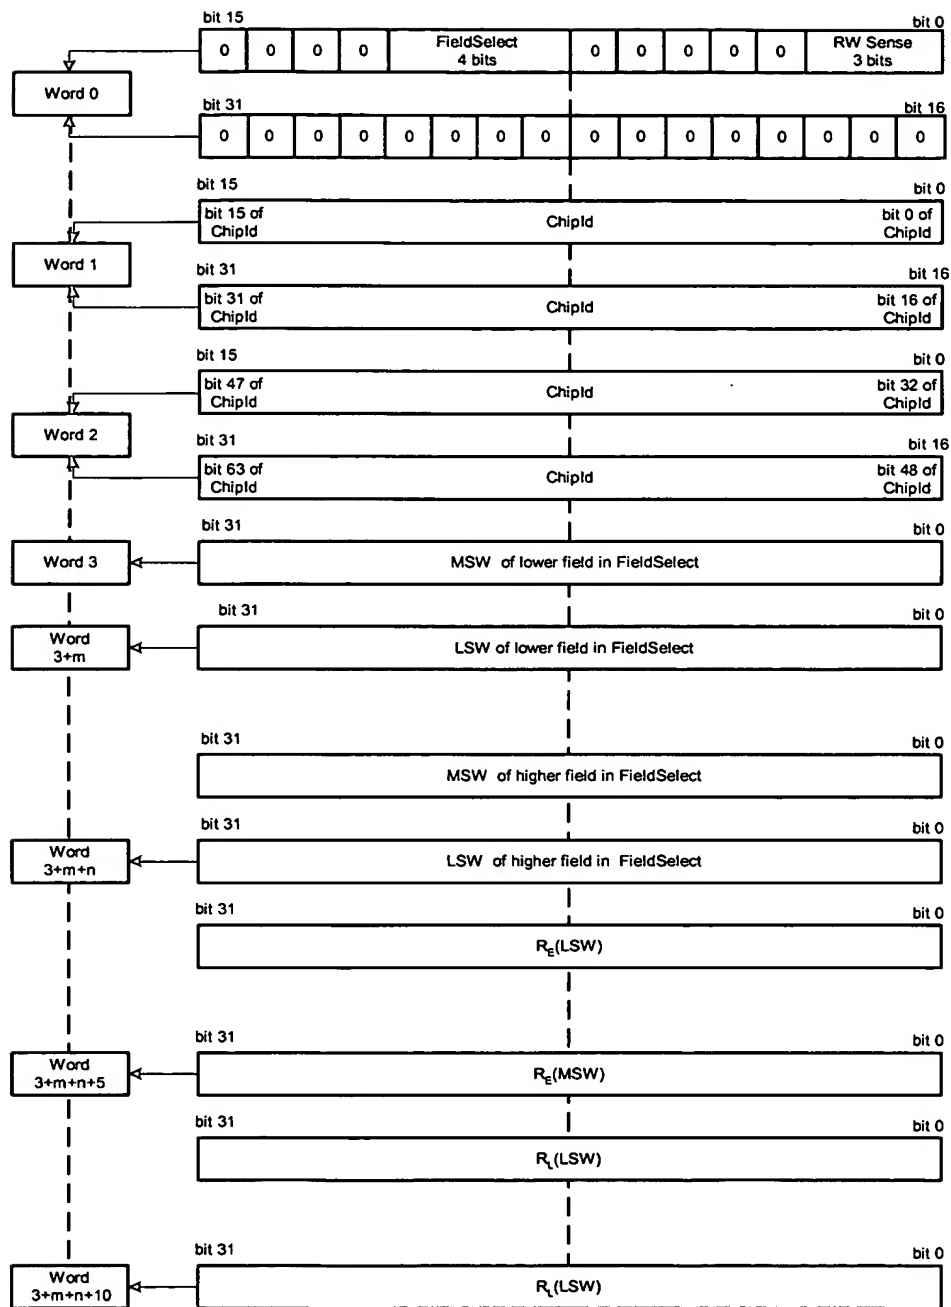 bit 15 bit 0
0 0 0 0 FieldSelect 4 bits 0 0 0 0 0 RW Sense 3 bits
Word 0
bit 31 bit 16
0 0 0 0 0 0 0 0 0 0 0 0 0 0 0 0
bit 15 bit 0
bit 15 of ChipId ChipId bit 0 of ChipId
Word 1
bit 31 bit 16
bit 31 of ChipId ChipId bit 16 of ChipId
bit 15 bit 0
bit 47 of ChipId ChipId bit 32 of ChipId
Word 2
bit 31 bit 16
bit 63 of ChipId ChipId bit 48 of ChipId
bit 31 bit 0
Word 3 MSW of lower field in FieldSelect
bit 31 bit 0
Word 3+m LSW of lower field in FieldSelect
bit 31 bit 0
MSW of higher field in FieldSelect
bit 31 bit 0
Word 3+m+n LSW of higher field in FieldSelect
bit 31 bit 0
R_E(LSW)
bit 31 bit 0
Word 3+m+n+5 R_E(MSW)
bit 31 bit 0
R_L(LSW)
bit 31 bit 0
Word 3+m+n+10 R_L(LSW)